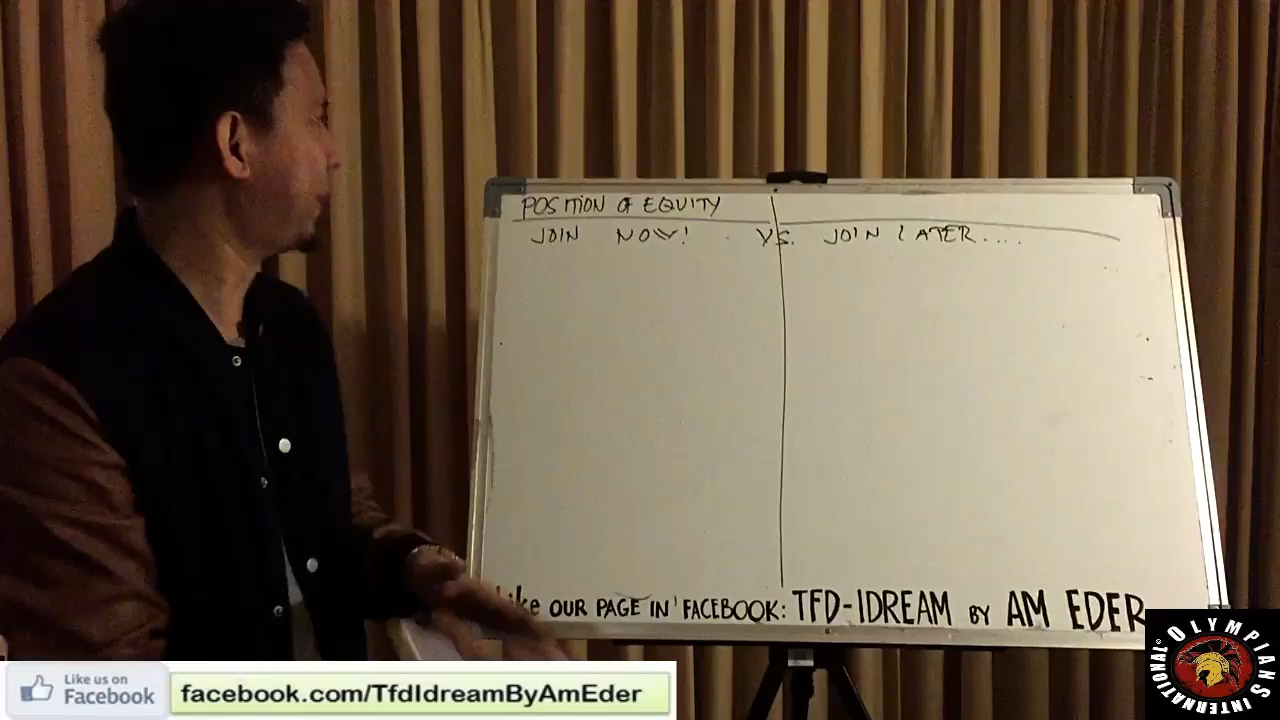 POSITION OF EQUITY
JOIN NOW! VS. JOIN LATER....
Like OUR PAGE IN FACEBOOK: TFD-IDREAM BY AM EDER
Like us on
Facebook
facebook.com/TfdIdreamByAmEder
OLYMPIANS INTERNATIONAL